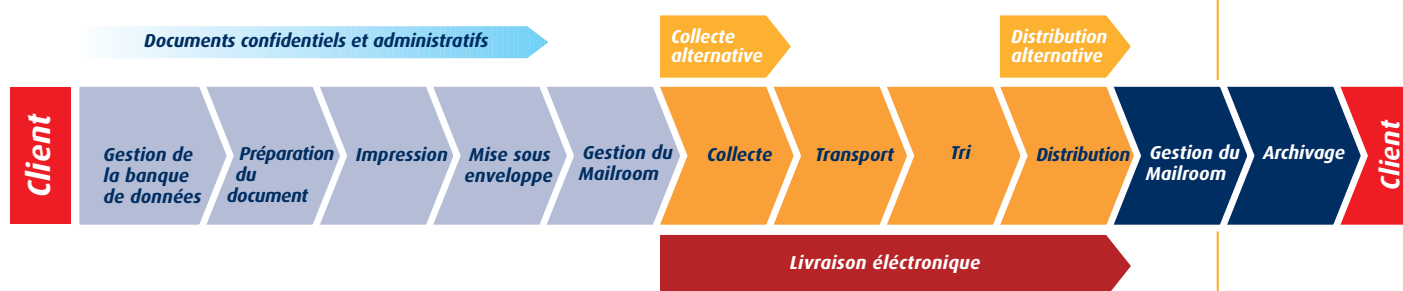 Documents confidentiels et administratifs
Collecte
alternative
Distribution
alternative
Client
Gestion de
la banque
de données
Préparation
du
document
Impression
Mise sous
enveloppe
Gestion du
Mailroom
Collecte
Transport
Tri
Distribution
Gestion du
Mailroom
Archivage
Client
Livraison éléctronique